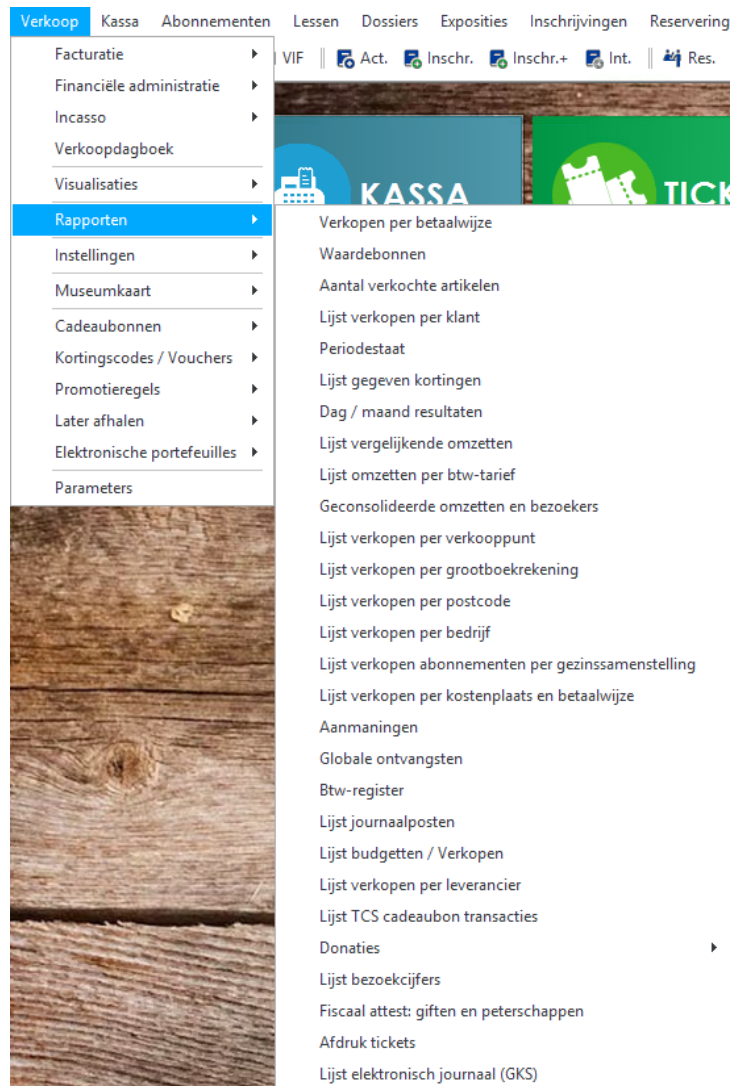 Verkoop Kassa Abonnementen Lessen Dossiers Exposities Inschrijvingen Reservering
VIF Act. Inschr. Inschr.+ Int. Res.
Facturatie
Financiële administratie
Incasso
Verkoopdagboek
Visualisaties
Rapporten
Instellingen
Museumkaart
Cadeaubonnen
Kortingscodes / Vouchers
Promotieregels
Later afhalen
Elektronische portefeuilles
Parameters
KASSA
TICK
Verkopen per betaalwijze
Waardebonnen
Aantal verkochte artikelen
Lijst verkopen per klant
Periodestaat
Lijst gegeven kortingen
Dag / maand resultaten
Lijst vergelijkende omzetten
Lijst omzetten per btw-tarief
Geconsolideerde omzetten en bezoekers
Lijst verkopen per verkooppunt
Lijst verkopen per grootboekrekening
Lijst verkopen per postcode
Lijst verkopen per bedrijf
Lijst verkopen abonnementen per gezinssamenstelling
Lijst verkopen per kostenplaats en betaalwijze
Aanmaningen
Globale ontvangsten
Btw-register
Lijst journaalposten
Lijst budgetten / Verkopen
Lijst verkopen per leverancier
Lijst TCS cadeaubon transacties
Donaties
Lijst bezoekcijfers
Fiscaal attest: giften en peterschappen
Afdruk tickets
Lijst elektronisch journaal (GKS)